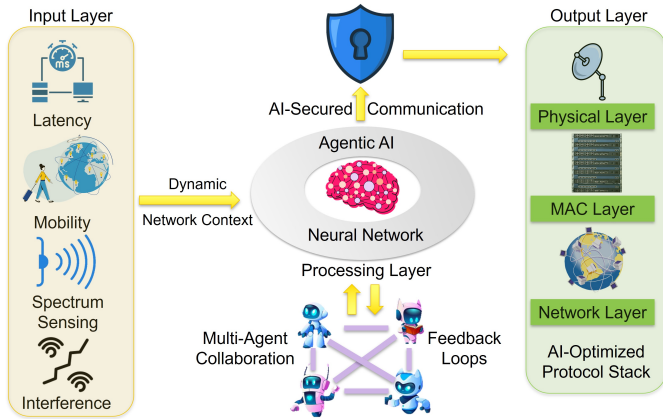 Input Layer
ms
Latency
Mobility
Spectrum
Sensing
Interference
Dynamic
Network Context
AI-Secured Communication
Agentic AI
Neural Network
Processing Layer
Multi-Agent
Collaboration
Feedback
Loops
Output Layer
Physical Layer
MAC Layer
Network Layer
AI-Optimized
Protocol Stack